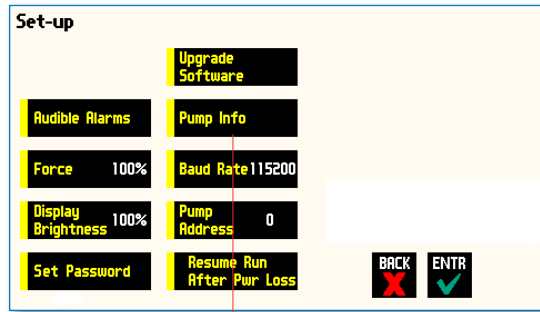 Set-up
Upgrade
Software
Audible Alarms
Pump Info
Force 100%
Baud Rate 115200
Display
Brightness 100%
Pump
Address 0
Set Password
Resume Run
After Pwr Loss
BACK
ENTR